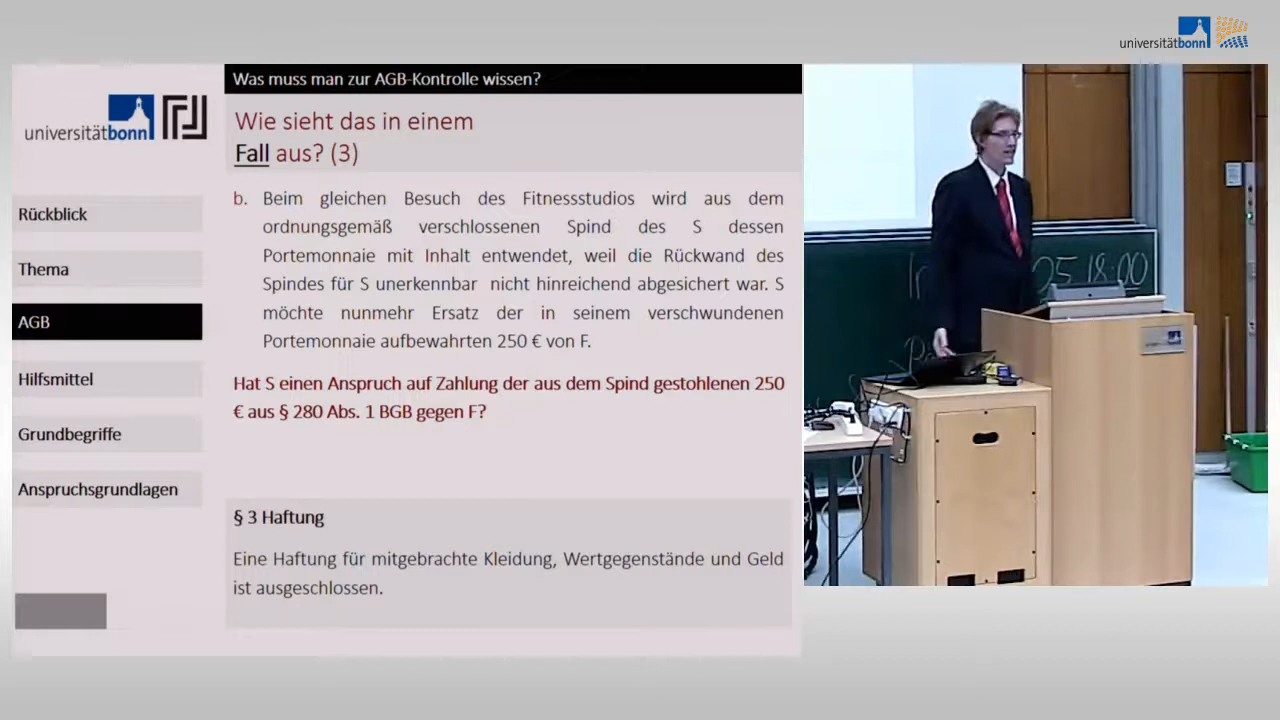 universitätbonn
Was muss man zur AGB-Kontrolle wissen?
universitätbonn
Wie sieht das in einem
Fall aus? (3)
Rückblick
Thema
AGB
Hilfsmittel
Grundbegriffe
Anspruchsgrundlagen
b. Beim gleichen Besuch des Fitnessstudios wird aus dem
ordnungsgemäß verschlossenen Spind des S dessen
Portemonnaie mit Inhalt entwendet, weil die Rückwand des
Spindes für S unerkennbar nicht hinreichend abgesichert war. S
möchte nunmehr Ersatz der in seinem verschwundenen
Portemonnaie aufbewahrten 250 € von F.
Hat S einen Anspruch auf Zahlung der aus dem Spind gestohlenen 250
€ aus § 280 Abs. 1 BGB gegen F?
§ 3 Haftung
Eine Haftung für mitgebrachte Kleidung, Wertgegenstände und Geld
ist ausgeschlossen.
05 18:00